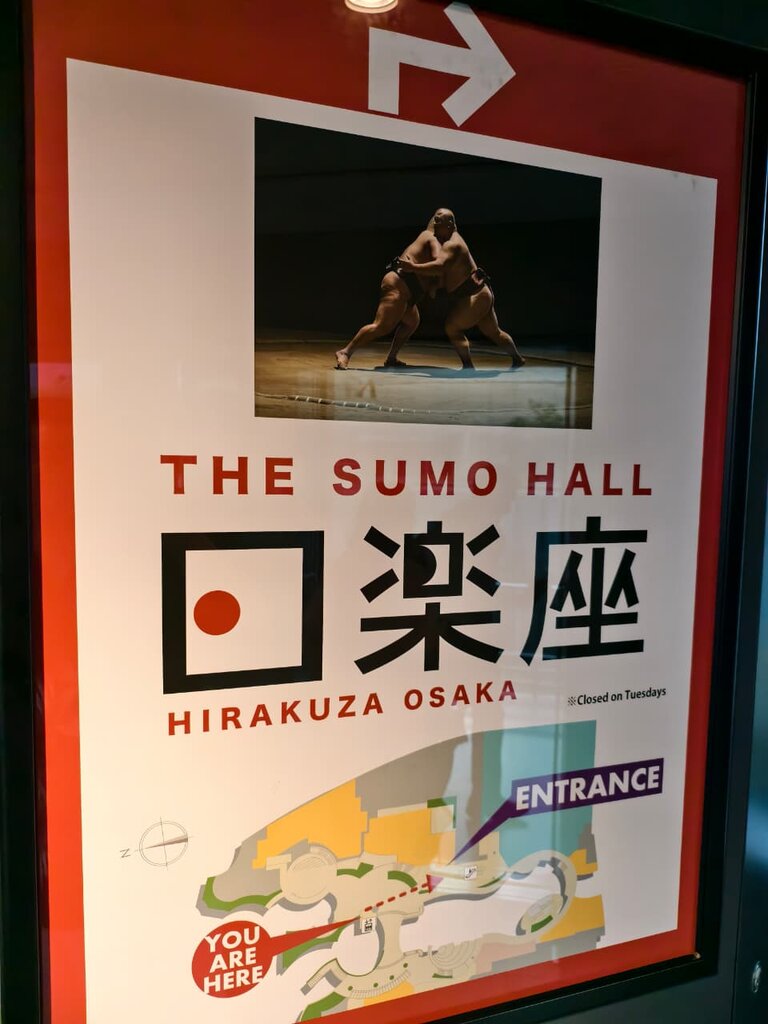 THE SUMO HALL
日楽座
HIRAKUZA OSAKA
※Closed on Tuesdays
ENTRANCE
N
YOU
ARE
HERE